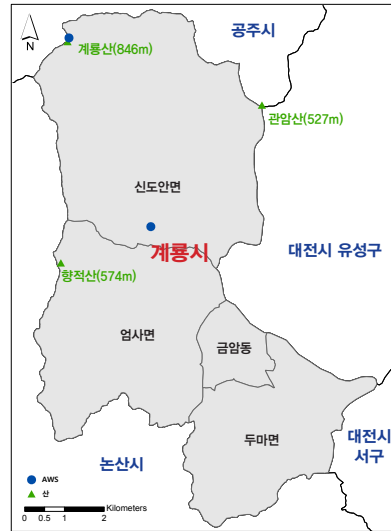 공주시
N
계룡산(846m)
관암산(527m)
신도안면
계룡시
대전시 유성구
향적산(574m)
엄사면
금암동
두마면
논산시
대전시
서구
AWS
산
Kilometers
0 0.5 1 2